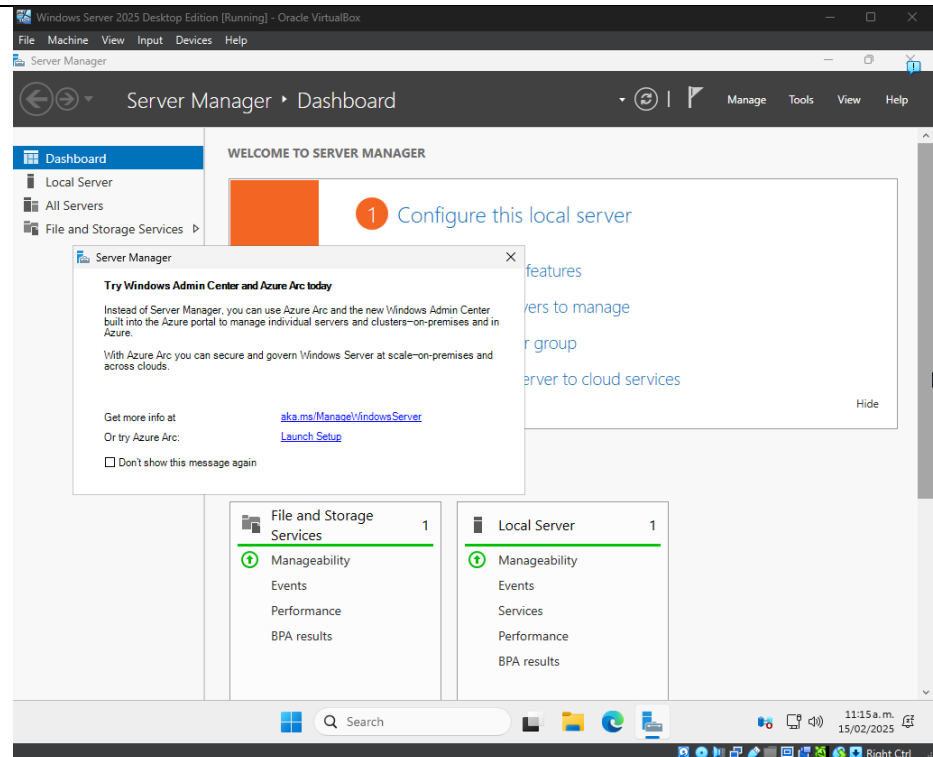 Windows Server 2025 Desktop Edition [Running] - Oracle VirtualBox
File Machine View Input Devices Help
Server Manager
Server Manager ‣ Dashboard
Manage Tools View Help
Dashboard
Local Server
All Servers
File and Storage Services
WELCOME TO SERVER MANAGER
1 Configure this local server
features
vers to manage
r group
erver to cloud services
Hide
Server Manager
Try Windows Admin Center and Azure Arc today
Instead of Server Manager, you can use Azure Arc and the new Windows Admin Center
built into the Azure portal to manage individual servers and clusters–on-premises and in
Azure.
With Azure Arc you can secure and govern Windows Server at scale–on-premises and
across clouds.
Get more info at aka.ms/ManageWindowsServer
Or try Azure Arc: Launch Setup
Don't show this message again
File and Storage
Services
1
Manageability
Events
Performance
BPA results
Local Server 1
Manageability
Events
Services
Performance
BPA results
Search
11:15 a.m.
15/02/2025
Right Ctrl